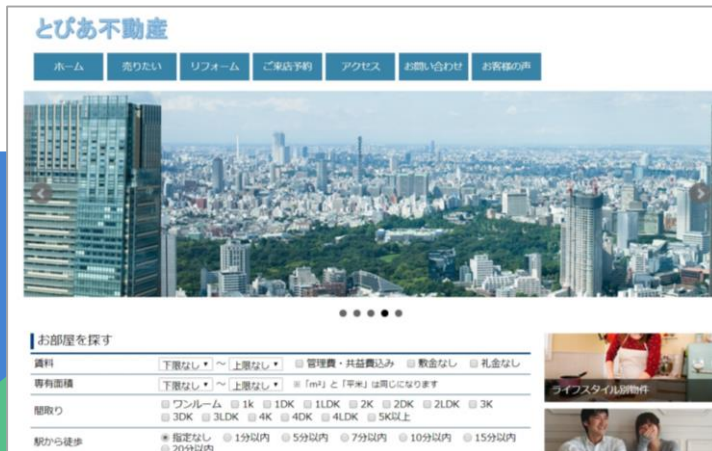 とぴあ不動産
ホーム 売りたい リフォーム ご来店予約 アクセス お問い合わせ お客様の声
お部屋を探す
賃料 下限なし ~ 上限なし 管理費・共益費込み 敷金なし 礼金なし
専有面積 下限なし ~ 上限なし ※「m²」と「平米」は同じになります
間取り ワンルーム 1k 1DK 1LDK 2K 2DK 2LDK 3K
3DK 3LDK 4K 4DK 4LDK 5K以上
駅から徒歩 指定なし 1分以内 5分以内 7分以内 10分以内 15分以内
20分以内
ライフスタイル別物件